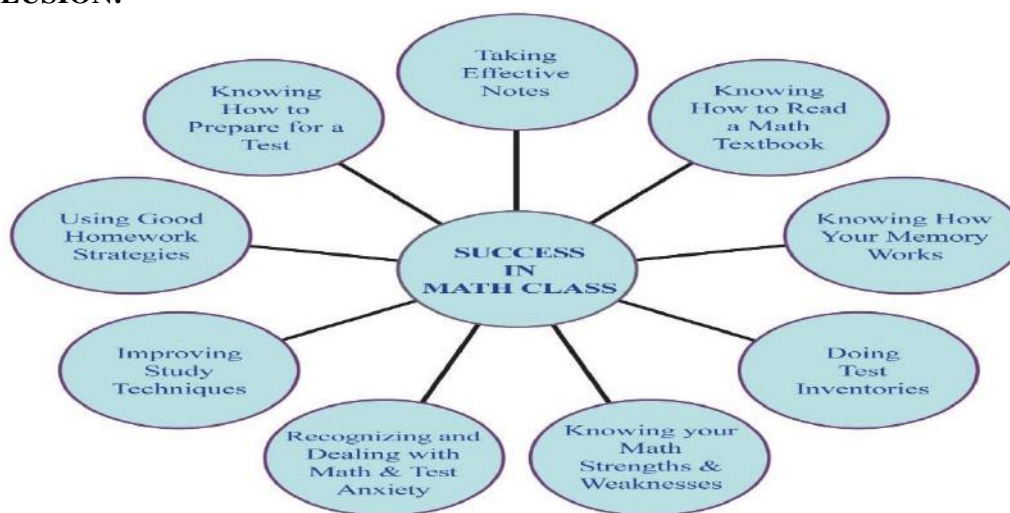 LUSION:
Taking
Effective
Notes
Knowing
How to Read
a Math
Textbook
Knowing How
Your Memory
Works
Doing
Test
Inventories
Knowing your
Math
Strengths &
Weaknesses
Recognizing and
Dealing with
Math & Test
Anxiety
Improving
Study
Techniques
Using Good
Homework
Strategies
Knowing
How to
Prepare for a
Test
SUCCESS
IN
MATH CLASS